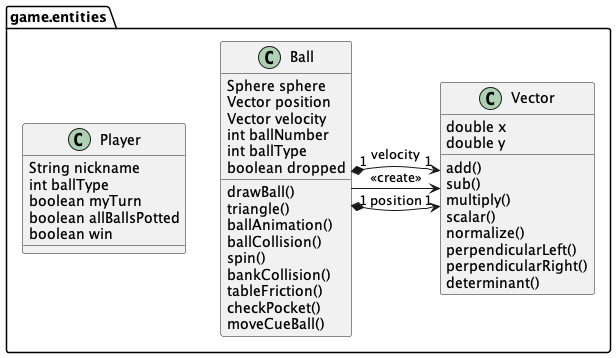 game.entities
C Player
String nickname
int ballType
boolean myTurn
boolean allBallsPotted
boolean win
C Ball
Sphere sphere
Vector position
Vector velocity
int ballNumber
int ballType
boolean dropped
drawBall()
triangle()
ballAnimation()
ballCollision()
spin()
bankCollision()
tableFriction()
checkPocket()
moveCueBall()
1 velocity 1
«create»
1 position 1
C Vector
double x
double y
add()
sub()
multiply()
scalar()
normalize()
perpendicularLeft()
perpendicularRight()
determinant()